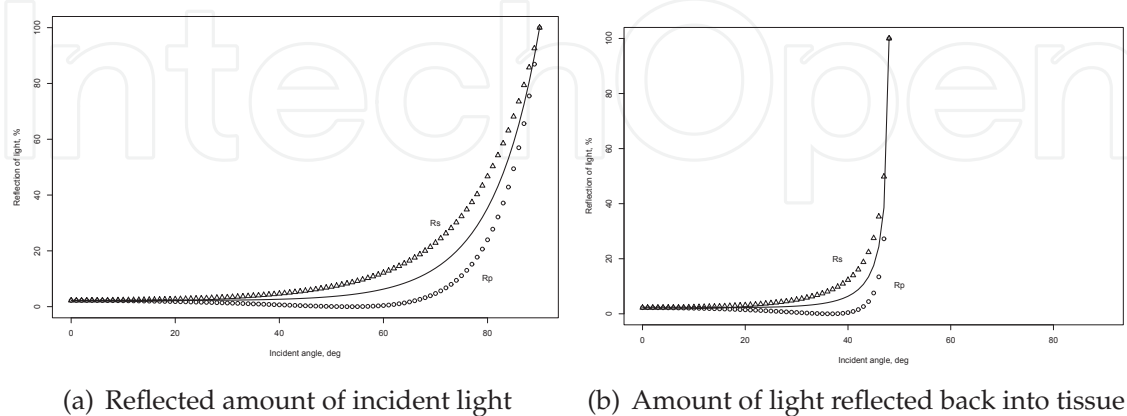 IntechOpen
100
80
60
40
20
0
Reflection of light, %
Rs
Rp
0 20 40 60 80
Incident angle, deg
(a) Reflected amount of incident light
100
80
60
40
20
0
Reflection of light, %
Rs
Rp
0 20 40 60 80
Incident angle, deg
(b) Amount of light reflected back into tissue